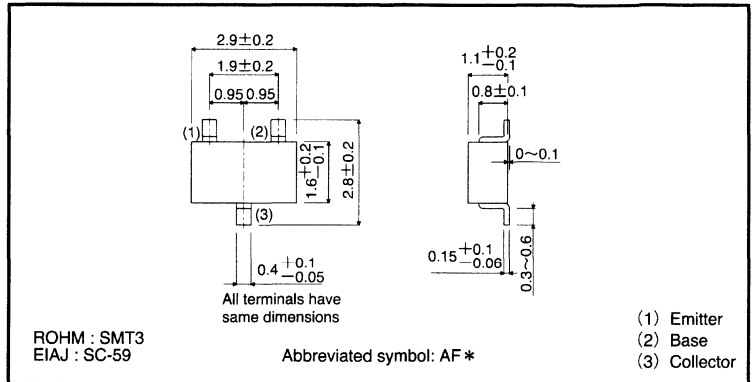 2.9±0.2
1.9±0.2
0.95 0.95
(1)
(2)
1.6+0.2
−0.1
2.8±0.2
(3)
0.4+0.1
−0.05
All terminals have
same dimensions
1.1+0.2
−0.1
0.8±0.1
0~0.1
0.15+0.1
−0.06
0.3~0.6
ROHM : SMT3
EIAJ : SC-59
Abbreviated symbol: AF*
(1) Emitter
(2) Base
(3) Collector